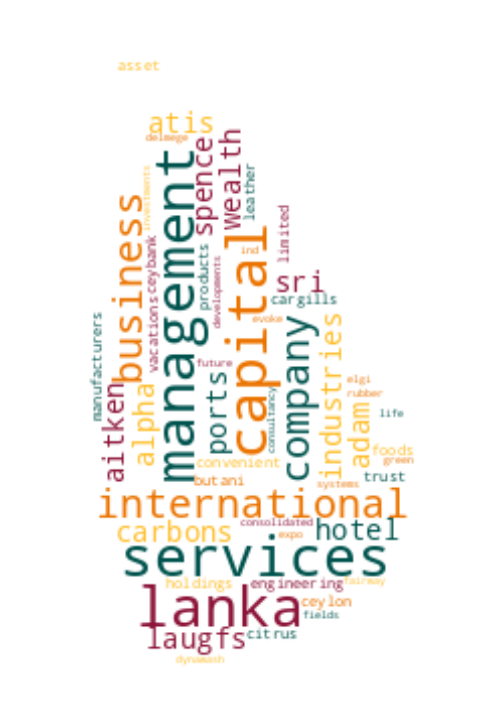 asset
atis
delmege
management
spence
wealth
leather
investments
business
ceybank
vacations
products
developments
ind
capital
limited
sri
cargills
evoke
manufacturers
aitken
alpha
ports
future
consultancy
company
industries
adam
elgi
rubber
life
foods
green
trust
systems
convenient
butani
international
carbons
consolidated
expo
hotel
services
holdings
engineering
fairway
lanka
ceylon
fields
laugfs
citrus
dynawash